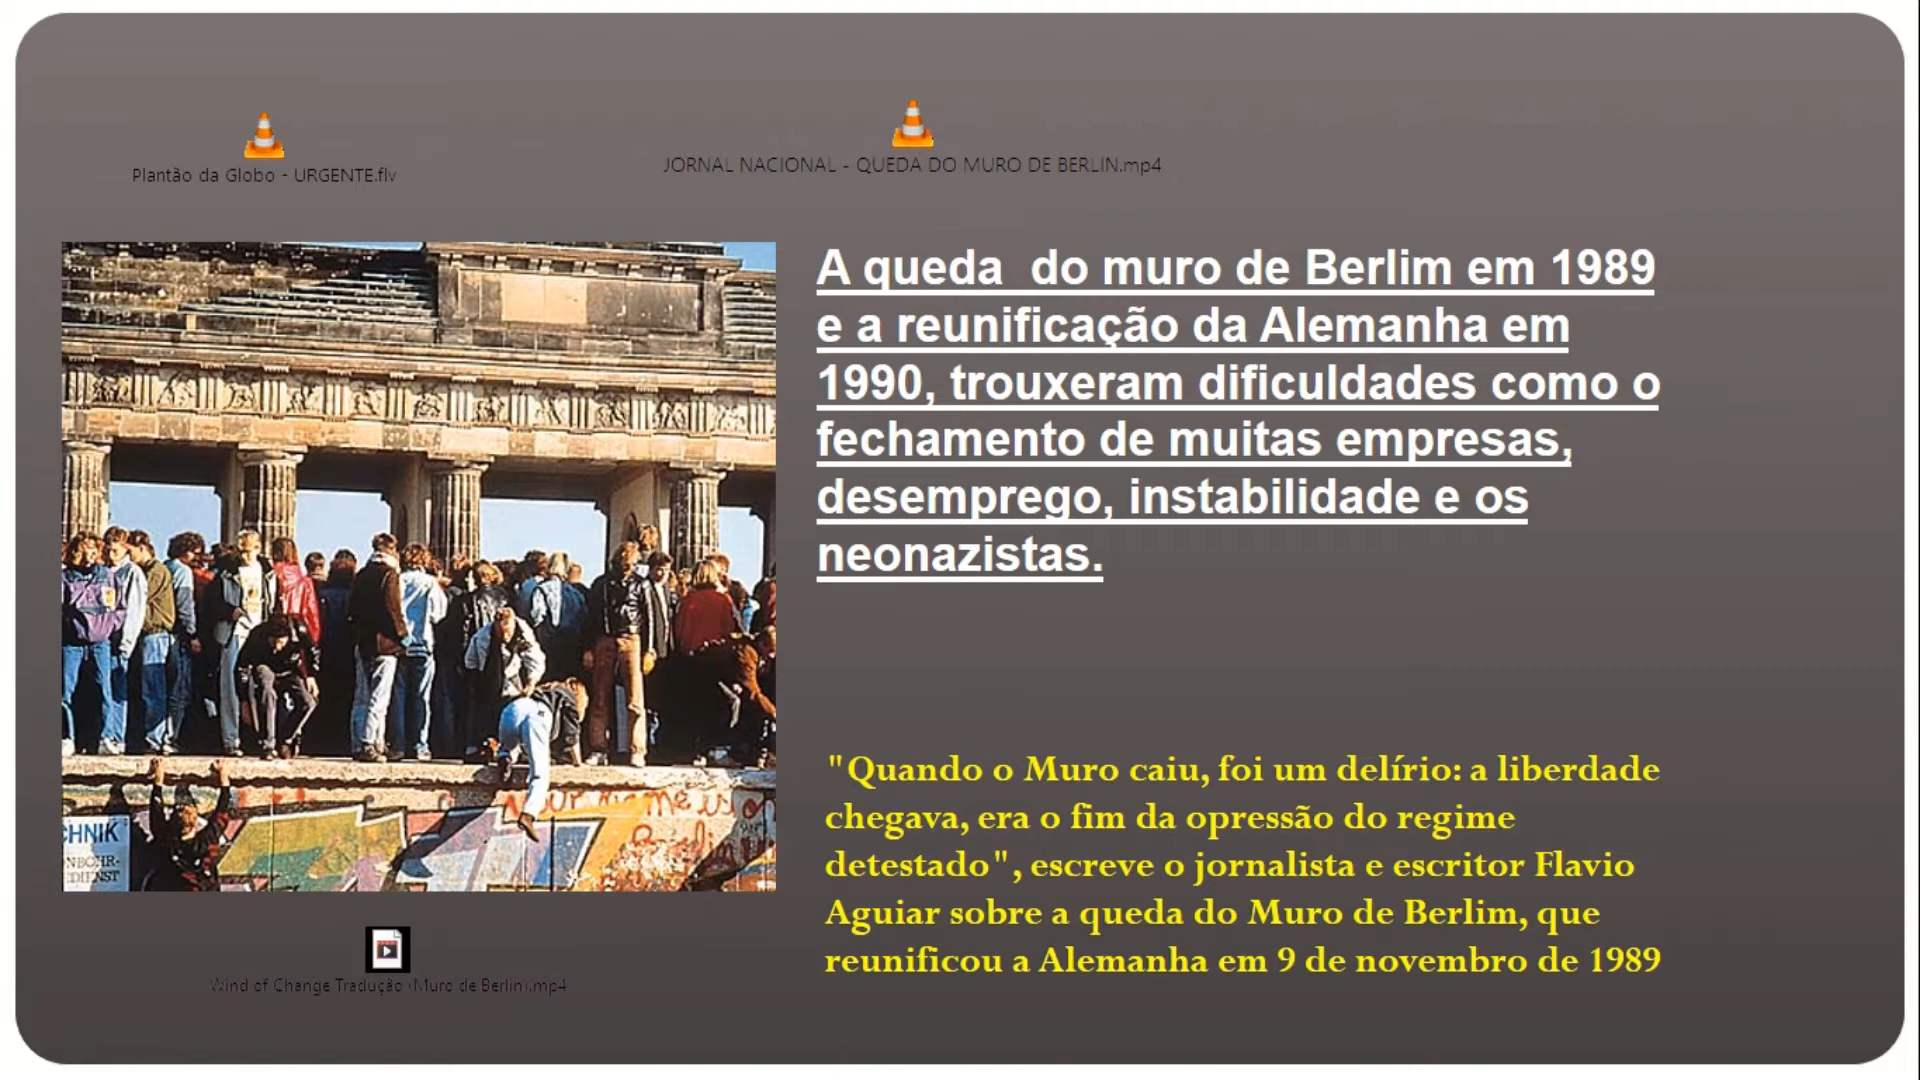 Plantão da Globo - URGENTE.flv
JORNAL NACIONAL - QUEDA DO MURO DE BERLIN.mp4
A queda  do muro de Berlim em 1989
e a reunificação da Alemanha em
1990, trouxeram dificuldades como o
fechamento de muitas empresas,
desemprego, instabilidade e os
neonazistas.
CHNIK
"Quando o Muro caiu, foi um delírio: a liberdade
chegava, era o fim da opressão do regime
detestado", escreve o jornalista e escritor Flavio
Aguiar sobre a queda do Muro de Berlim, que
reunificou a Alemanha em 9 de novembro de 1989
Wind of Change Tradução (Muro de Berlin).mp4